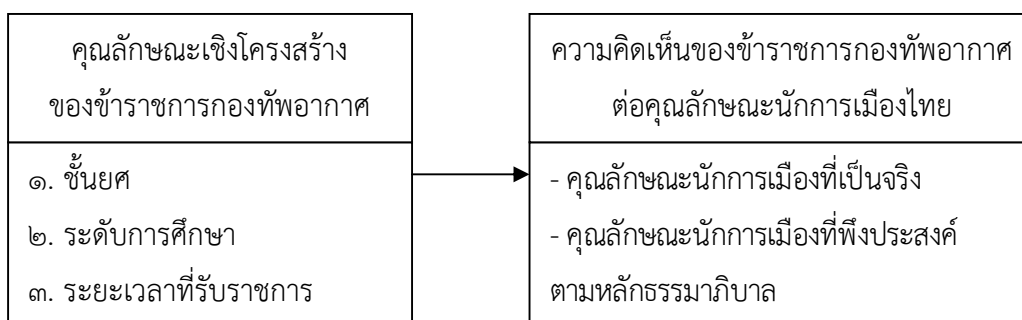 คุณลักษณะเชิงโครงสร้าง
ของข้าราชการกองทัพอากาศ
๑. ชั้นยศ
๒. ระดับการศึกษา
๓. ระยะเวลาที่รับราชการ
ความคิดเห็นของข้าราชการกองทัพอากาศ
ต่อคุณลักษณะนักการเมืองไทย
- คุณลักษณะนักการเมืองที่เป็นจริง
- คุณลักษณะนักการเมืองที่พึงประสงค์
ตามหลักธรรมาภิบาล